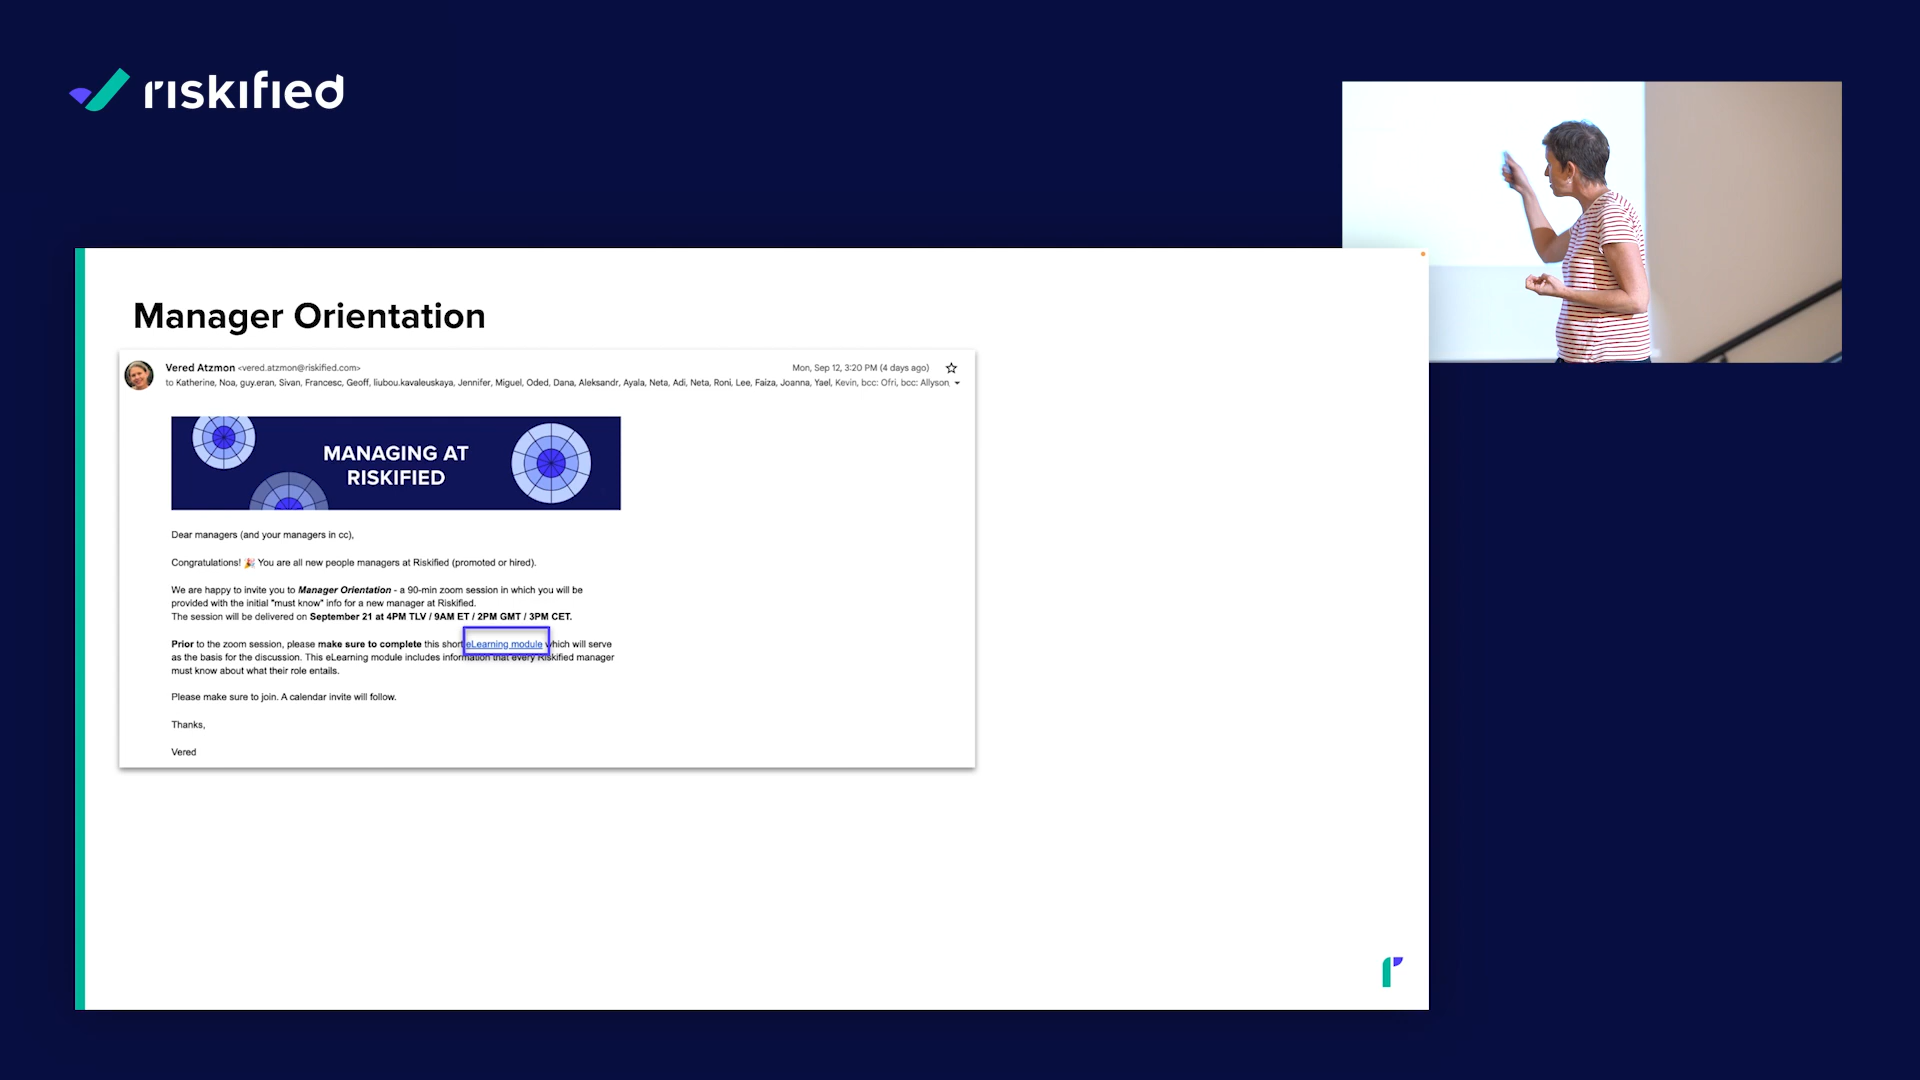 riskified
Manager Orientation
Vered Atzmon <vered.atzmon@riskified.com>
Mon, Sep 12, 3:20 PM (4 days ago)
to Katherine, Noa, guy.eran, Sivan, Francesc, Geoff, liubou.kavaleuskaya, Jennifer, Miguel, Oded, Dana, Aleksandr, Ayala, Neta, Adi, Neta, Roni, Lee, Faiza, Joanna, Yael, Kevin, bcc: Ofri, bcc: Allyson,
MANAGING AT
RISKIFIED
Dear managers (and your managers in cc),
Congratulations! 🎉 You are all new people managers at Riskified (promoted or hired).
We are happy to invite you to Manager Orientation - a 90-min zoom session in which you will be
provided with the initial "must know" info for a new manager at Riskified.
The session will be delivered on September 21 at 4PM TLV / 9AM ET / 2PM GMT / 3PM CET.
Prior to the zoom session, please make sure to complete this short eLearning module which will serve
as the basis for the discussion. This eLearning module includes information that every Riskified manager
must know about what their role entails.
Please make sure to join. A calendar invite will follow.
Thanks,
Vered